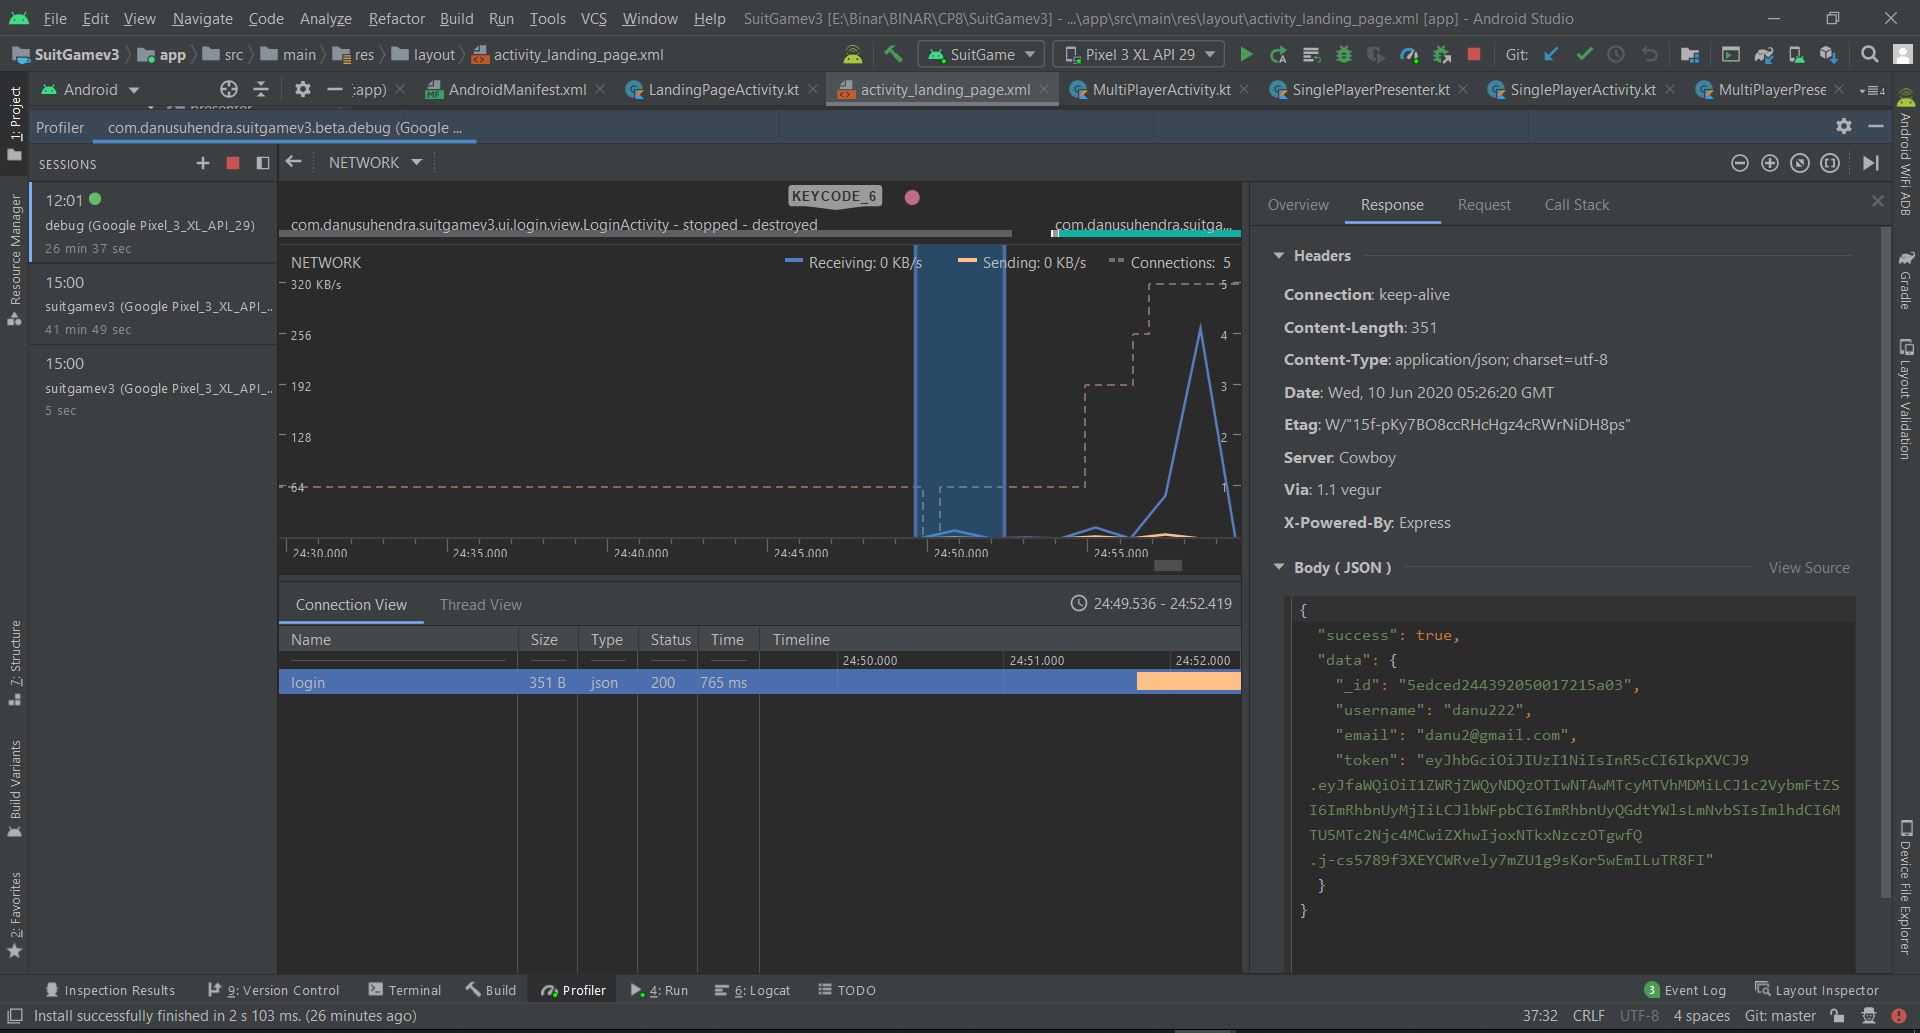 File Edit View Navigate Code Analyze Refactor Build Run Tools VCS Window Help SuitGamev3 [E:\Binar\BINAR\CP8\SuitGamev3] - ...\app\src\main\res\layout\activity_landing_page.xml [app] - Android Studio
SuitGamev3 app src main res layout activity_landing_page.xml SuitGame Pixel 3 XL API 29 Git:
Android :app) AndroidManifest.xml LandingPageActivity.kt activity_landing_page.xml MultiPlayerActivity.kt SinglePlayerPresenter.kt SinglePlayerActivity.kt MultiPlayerPrese 4
Profiler com.danusuhendra.suitgamev3.beta.debug (Google ...
SESSIONS NETWORK
12:01
debug (Google Pixel_3_XL_API_29)
26 min 37 sec
15:00
suitgamev3 (Google Pixel_3_XL_API_..
41 min 49 sec
15:00
suitgamev3 (Google Pixel_3_XL_API_..
5 sec
KEYCODE_6
com.danusuhendra.suitgamev3.ui.login.view.LoginActivity - stopped - destroyed com.danusuhendra.suitga...
NETWORK Receiving: 0 KB/s Sending: 0 KB/s Connections: 5
320 KB/s 5
256 4
192 3
128 2
64 1
24:30.000 24:35.000 24:40.000 24:45.000 24:50.000 24:55.000
Connection View Thread View 24:49.536 - 24:52.419
Name Size Type Status Time Timeline
24:50.000 24:51.000 24:52.000
login 351 B json 200 765 ms
Overview Response Request Call Stack
Headers
Connection: keep-alive
Content-Length: 351
Content-Type: application/json; charset=utf-8
Date: Wed, 10 Jun 2020 05:26:20 GMT
Etag: W/"15f-pKy7BO8ccRHcHgz4cRWrNiDH8ps"
Server: Cowboy
Via: 1.1 vegur
X-Powered-By: Express
Body ( JSON ) View Source
{
"success": true,
"data": {
"_id": "5edced244392050017215a03",
"username": "danu222",
"email": "danu2@gmail.com",
"token": "eyJhbGciOiJIUzI1NiIsInR5cCI6IkpXVCJ9
.eyJfaWQiOiI1ZWRjZWQyNDQzOTIwNTAwMTcyMTVhMDMiLCJ1c2VybmFtZS
I6ImRhbnUyMjIiLCJlbWFpbCI6ImRhbnUyQGdtYWlsLmNvbSIsImlhdCI6M
TU5MTc2Njc4MCwiZXhwIjoxNTkxNzczOTgwfQ
.j-cs5789f3XEYCWRvely7mZU1g9sKor5wEmILuTR8FI"
}
}
1: Project
Resource Manager
7: Structure
Build Variants
2: Favorites
Android WiFi ADB
Gradle
Layout Validation
Device File Explorer
Inspection Results 9: Version Control Terminal Build Profiler 4: Run 6: Logcat TODO 3 Event Log Layout Inspector
Install successfully finished in 2 s 103 ms. (26 minutes ago) 37:32 CRLF UTF-8 4 spaces Git: master